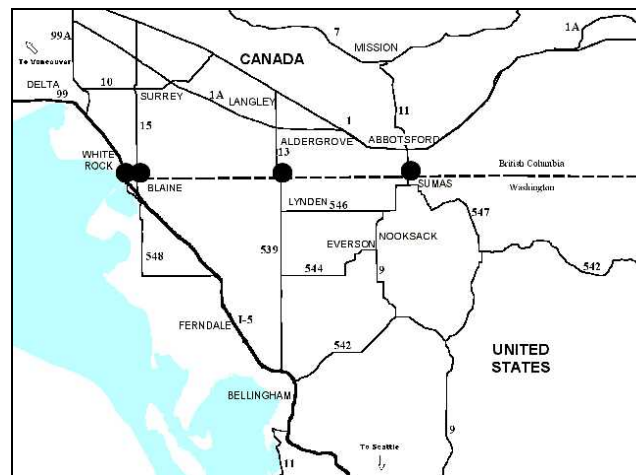 99A
7
1A
MISSION
To Vancouver
CANADA
DELTA
10
99
SURREY
1A
LANGLEY
1
11
15
ALDERGROVE
ABBOTSFORD
WHITE
ROCK
13
British Columbia
BLAINE
SUMAS
Washington
LYNDEN
546
547
539
EVERSON
NOOKSACK
548
544
9
542
I-5
FERNDALE
542
UNITED
STATES
BELLINGHAM
9
To Seattle
11